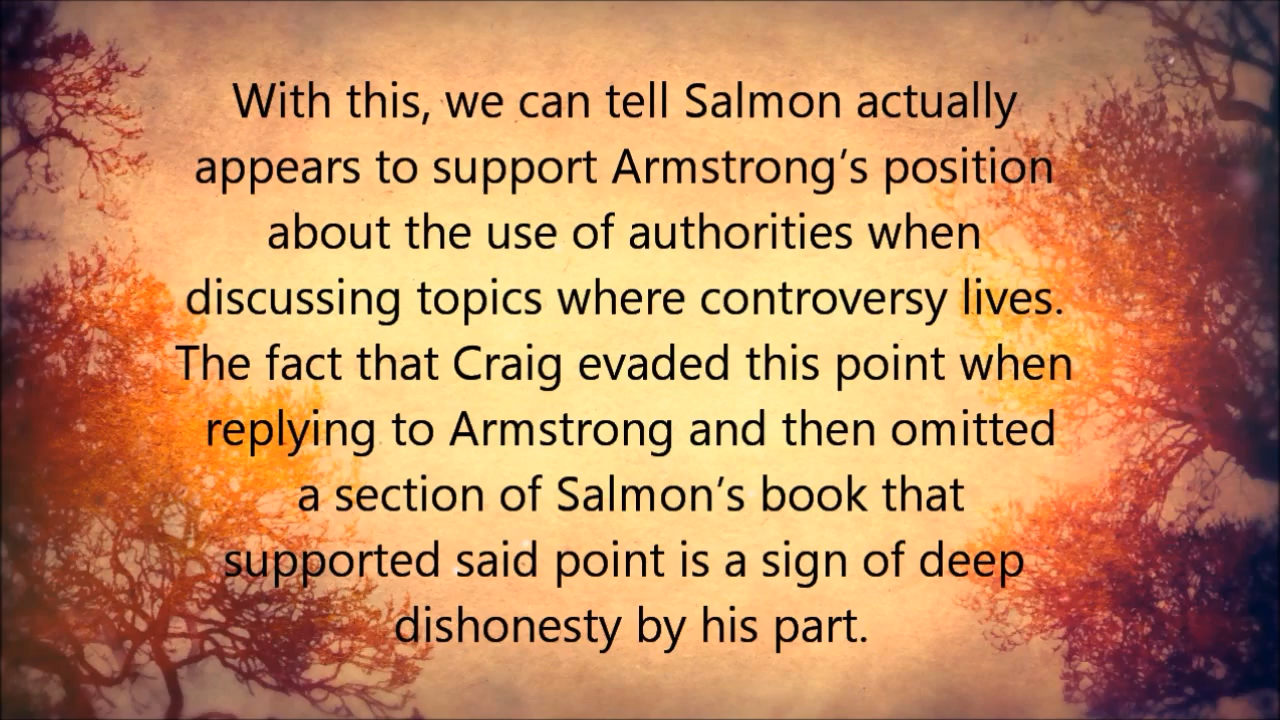 With this, we can tell Salmon actually
appears to support Armstrong’s position
about the use of authorities when
discussing topics where controversy lives.
The fact that Craig evaded this point when
replying to Armstrong and then omitted
a section of Salmon’s book that
supported said point is a sign of deep
dishonesty by his part.